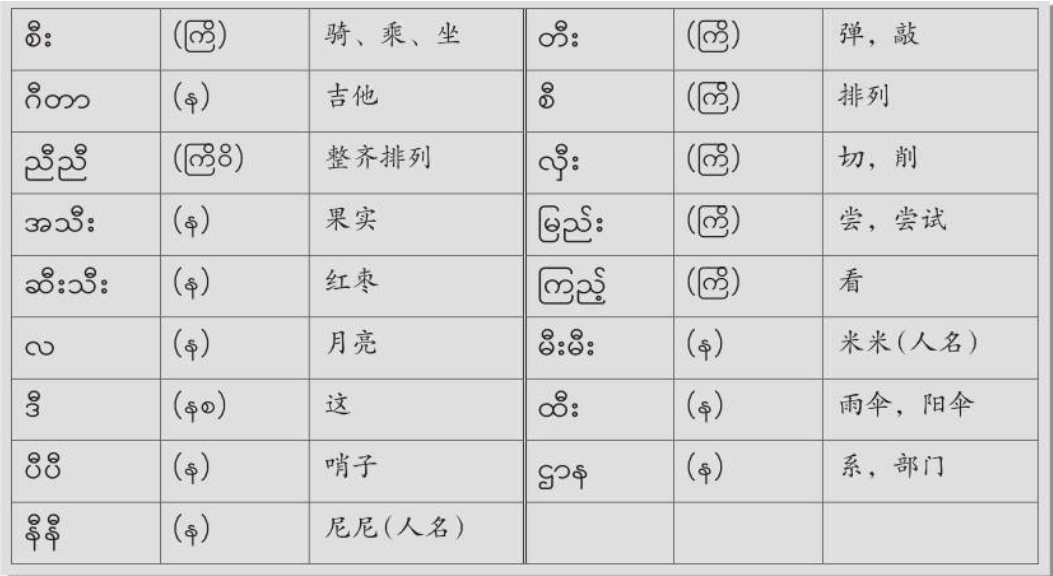 စီး (ကြိ) 骑、乘、坐 တီး (ကြိ) 弹，敲
ဂီတာ (န) 吉他 စီ (ကြိ) 排列
ညီညီ (ကြိဝိ) 整齐排列 လှီး (ကြိ) 切，削
အသီး (န) 果实 မြည်း (ကြိ) 尝，尝试
ဆီးသီး (န) 红枣 ကြည့် (ကြိ) 看
လ (န) 月亮 မီးမီး (န) 米米(人名)
ဒီ (နစ) 这 ထီး (န) 雨伞，阳伞
ပီပီ (န) 哨子 ဌာန (န) 系，部门
နီနီ (န) 尼尼(人名)